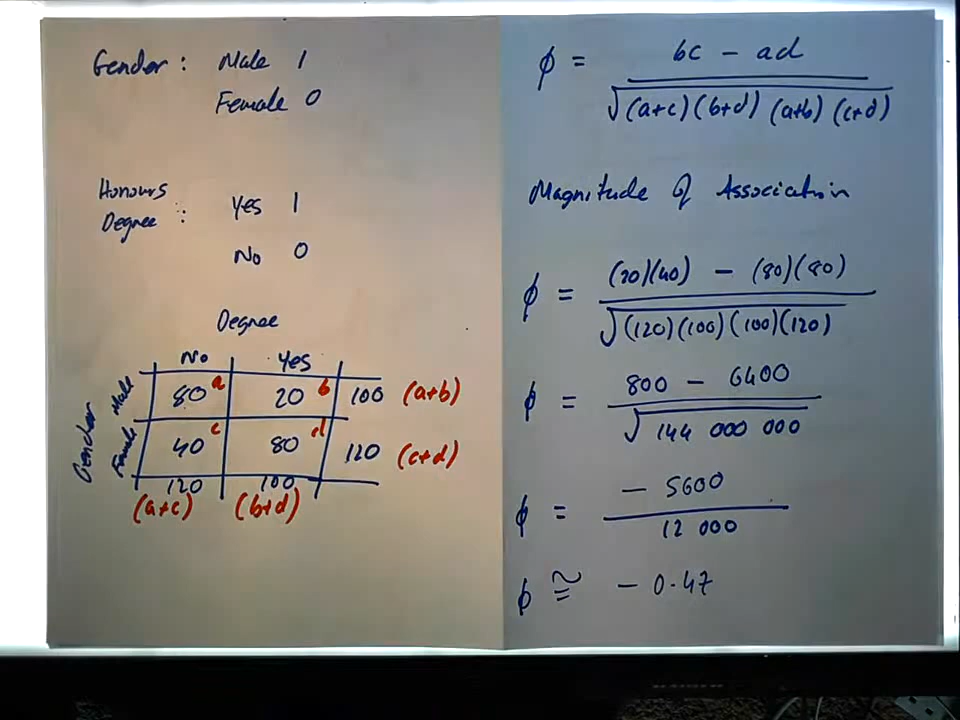 Gender : Male 1
Female 0
Honours
Degree : Yes 1
No 0
Degree
No Yes
Gender
Male 80 a 20 b 100 (a+b)
Female 40 c 80 d 120 (c+d)
120 100
(a+c) (b+d)
φ = bc - ad
√(a+c)(b+d)(a+b)(c+d)
Magnitude of Association
φ = (20)(40) - (80)(80)
√(120)(100)(100)(120)
φ = 800 - 6400
√144 000 000
φ = - 5600
12 000
φ ≅ - 0.47